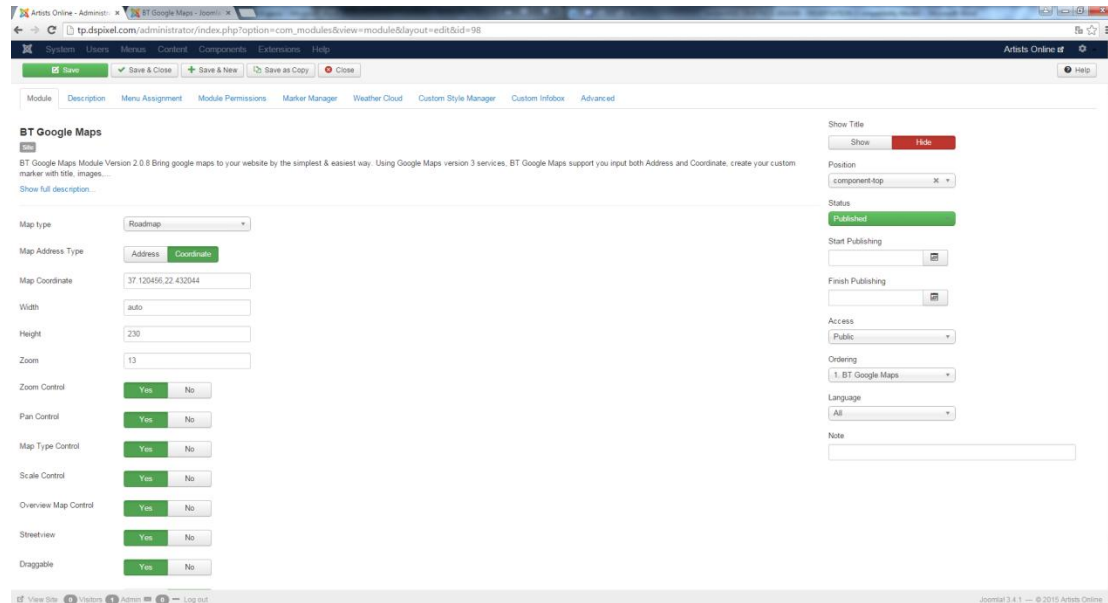 Artists Online - Administr
BT Google Maps - Joomla
tp.dspixel.com/administrator/index.php?option=com_modules&view=module&layout=edit&id=98
System Users Menus Content Components Extensions Help
Artists Online
Save
Save & Close
Save & New
Save as Copy
Close
Help
Module Description Menu Assignment Module Permissions Marker Manager Weather Cloud Custom Style Manager Custom Infobox Advanced
BT Google Maps
Site
BT Google Maps Module Version 2.0.8 Bring google maps to your website by the simplest & easiest way. Using Google Maps version 3 services, BT Google Maps support you input both Address and Coordinate, create your custom
marker with title, images,...
Show full description...
Map type
Roadmap
Map Address Type
Address Coordinate
Map Coordinate
37.120456,22.432044
Width
auto
Height
230
Zoom
13
Zoom Control
Yes No
Pan Control
Yes No
Map Type Control
Yes No
Scale Control
Yes No
Overview Map Control
Yes No
Streetview
Yes No
Draggable
Yes No
Show Title
Show Hide
Position
component-top
Status
Published
Start Publishing
Finish Publishing
Access
Public
Ordering
1. BT Google Maps
Language
All
Note
View Site 0 Visitors 1 Admin 0 Log out
Joomla! 3.4.1 — © 2015 Artists Online